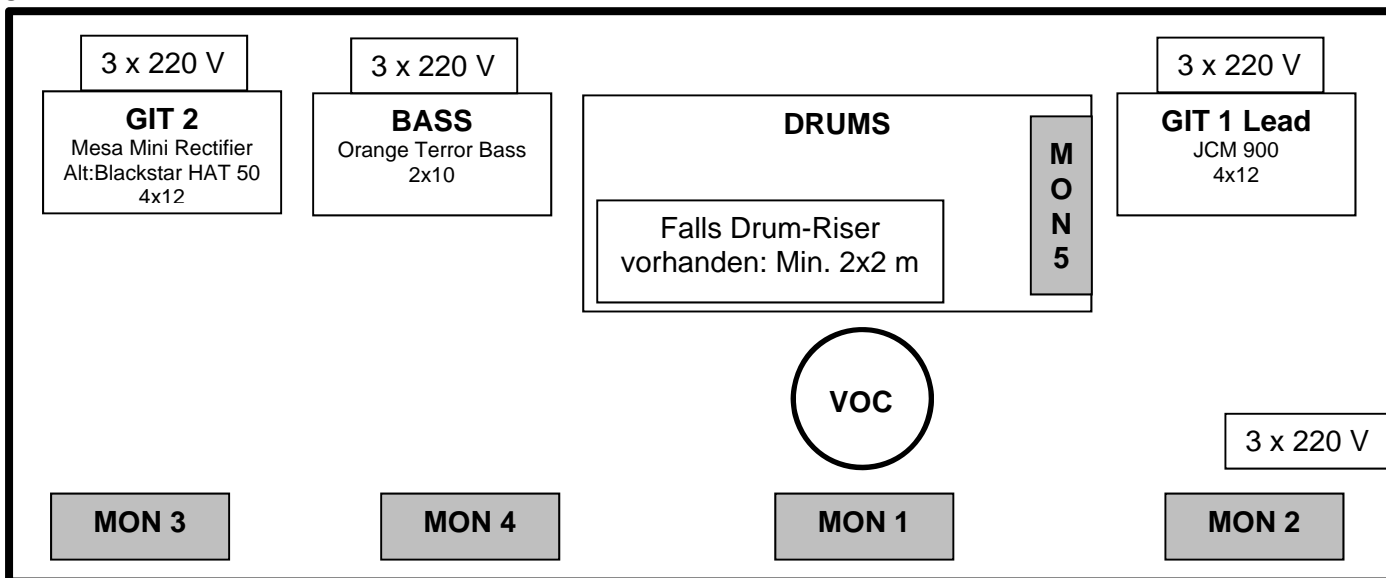 3 x 220 V
GIT 2
Mesa Mini Rectifier
Alt:Blackstar HAT 50
4x12
3 x 220 V
BASS
Orange Terror Bass
2x10
DRUMS
Falls Drum-Riser
vorhanden: Min. 2x2 m
M
O
N
5
3 x 220 V
GIT 1 Lead
JCM 900
4x12
VOC
3 x 220 V
MON 3
MON 4
MON 1
MON 2